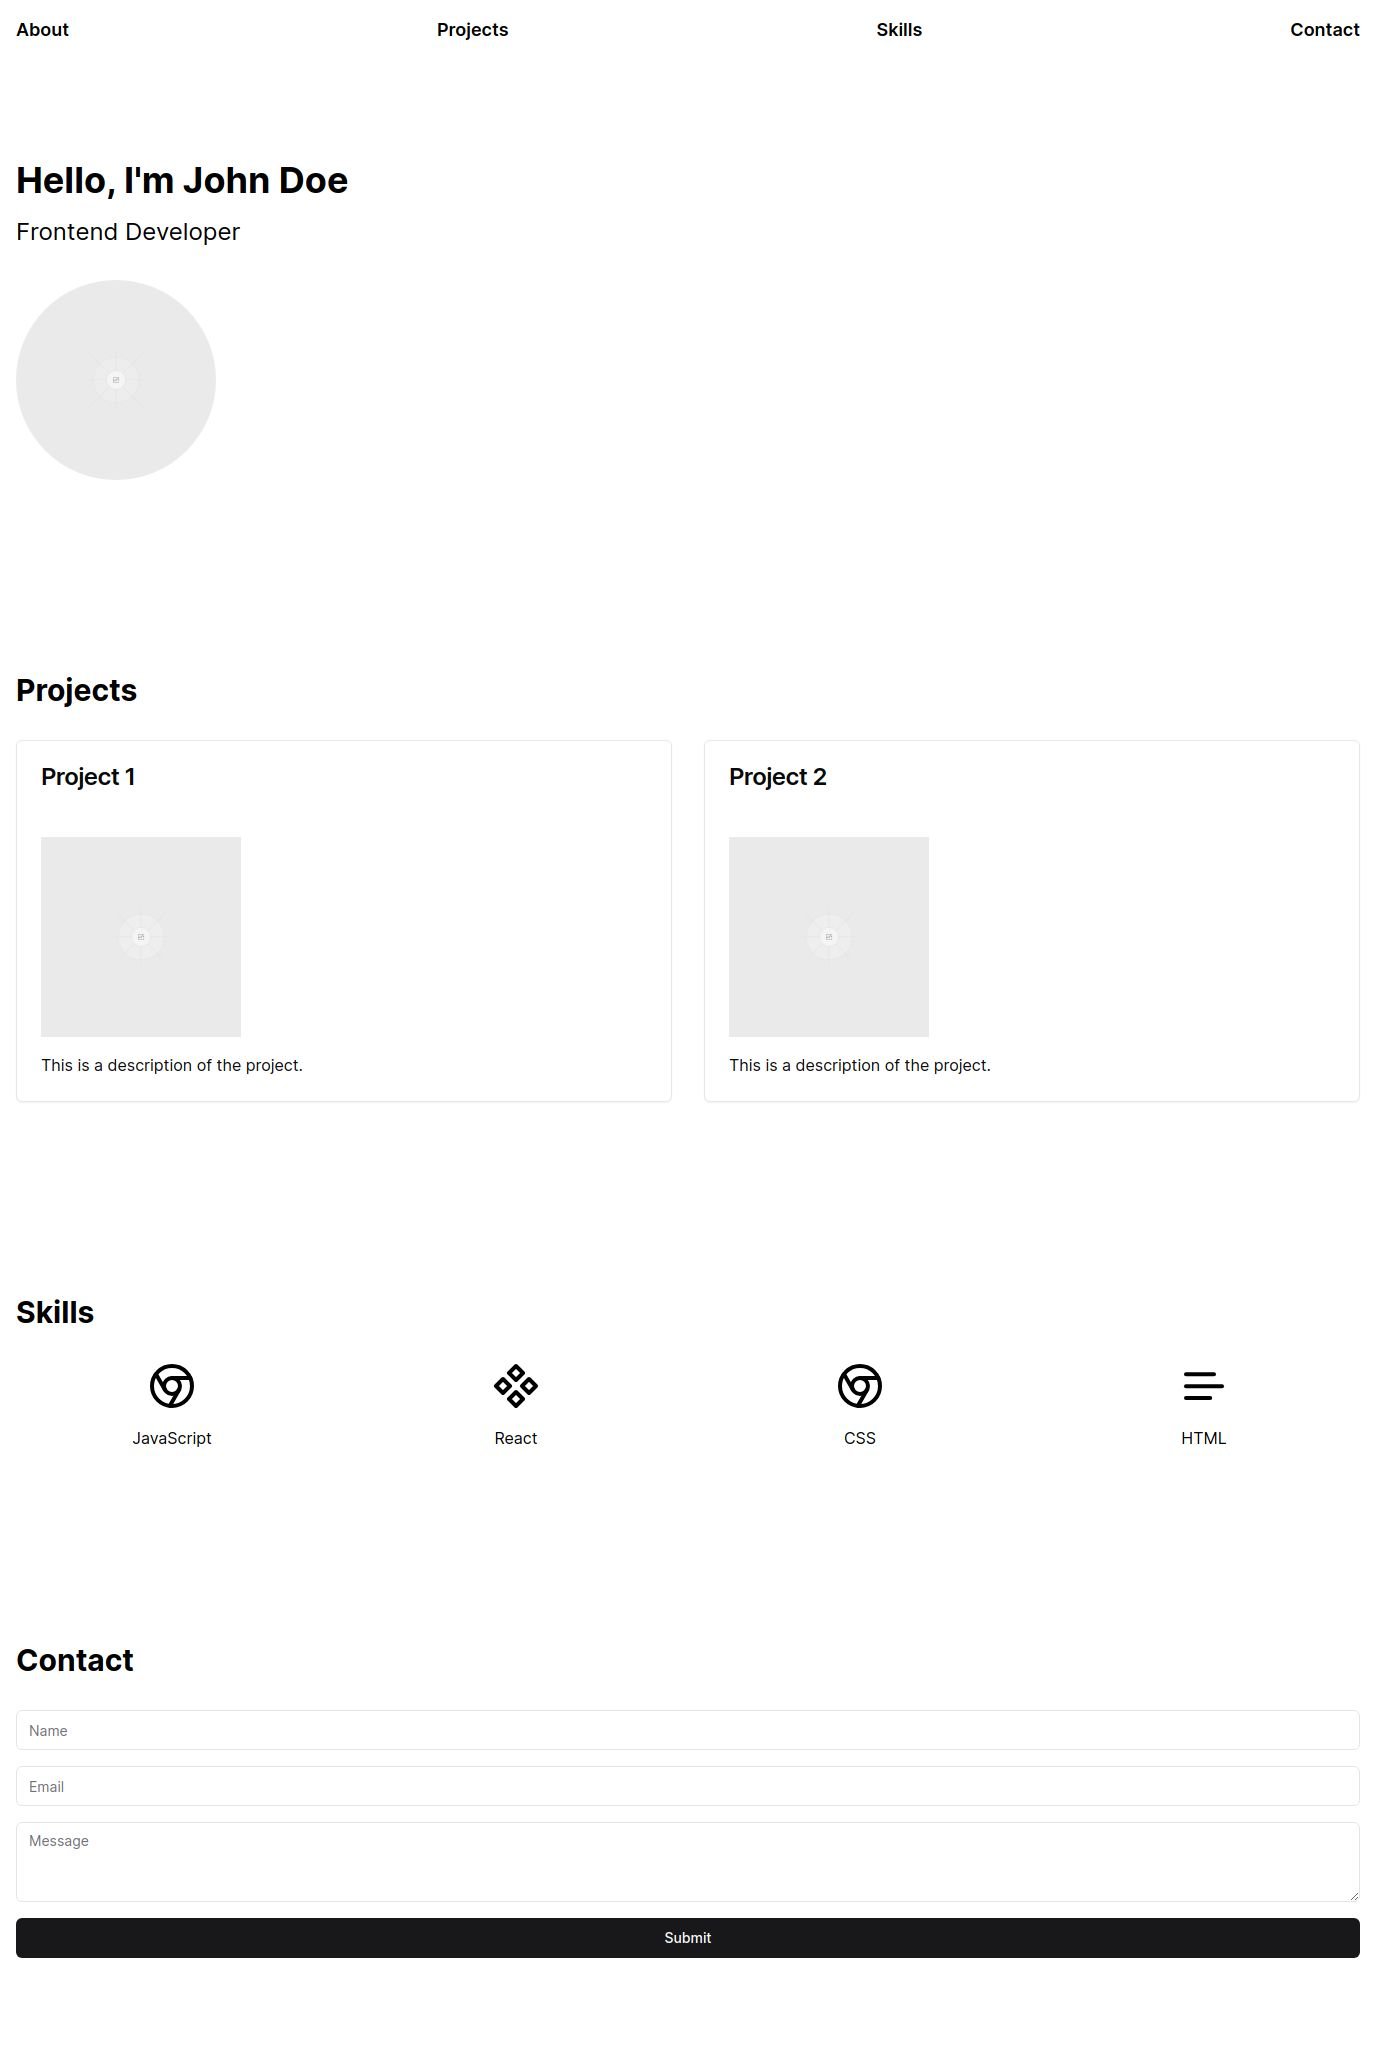 About
Projects
Skills
Contact
Hello, I'm John Doe
Frontend Developer
Projects
Project 1
This is a description of the project.
Project 2
This is a description of the project.
Skills
JavaScript
React
CSS
HTML
Contact
Name
Email
Message
Submit